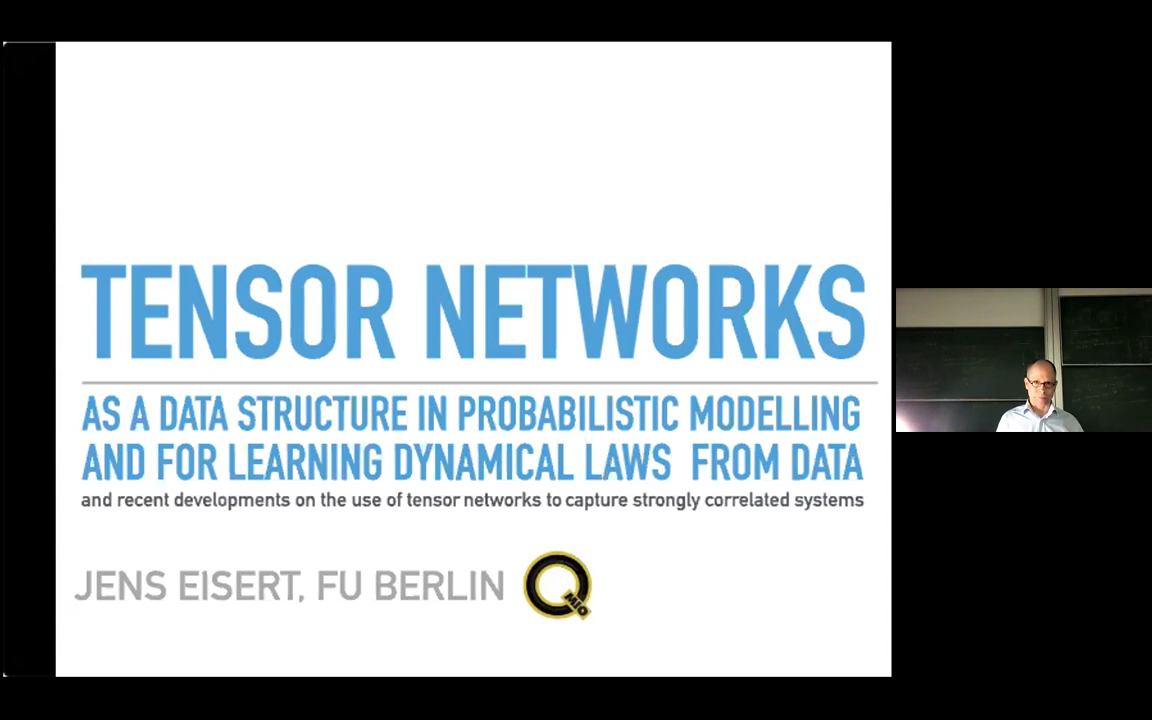 TENSOR NETWORKS
AS A DATA STRUCTURE IN PROBABILISTIC MODELLING
AND FOR LEARNING DYNAMICAL LAWS FROM DATA
and recent developments on the use of tensor networks to capture strongly correlated systems
JENS EISERT, FU BERLIN
QMIO